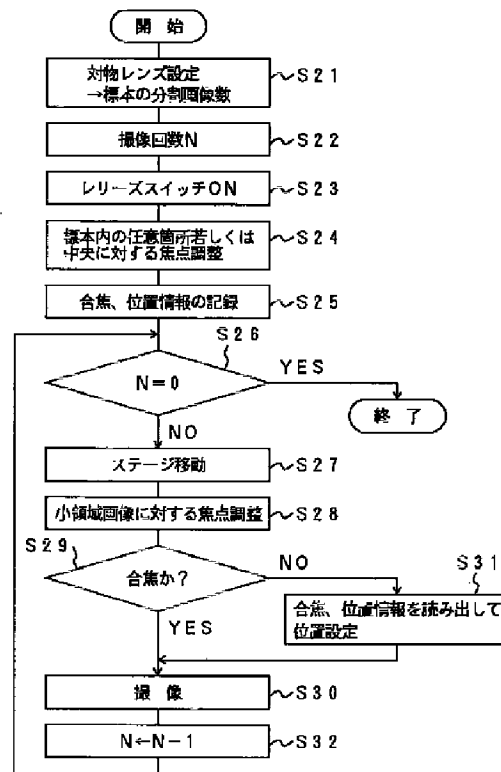 開 始
対物レンズ設定
→標本の分割画像数
S21
撮像回数N
S22
レリーズスイッチON
S23
標本内の任意箇所若しくは
中央に対する焦点調整
S24
合焦、位置情報の記録
S25
S26
N=0
YES
終 了
NO
ステージ移動
S27
小領域画像に対する焦点調整
S28
S29
合焦か?
NO
S31
合焦、位置情報を読み出して
位置設定
YES
撮 像
S30
N←N-1
S32